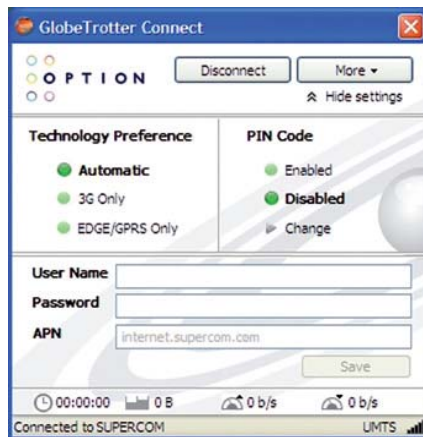 GlobeTrotter Connect
OPTION
Disconnect
More
Hide settings
Technology Preference
Automatic
3G Only
EDGE/GPRS Only
PIN Code
Enabled
Disabled
Change
User Name
Password
APN internet.supercom.com
Save
00:00:00 0 B 0 b/s 0 b/s
Connected to SUPERCOM UMTS